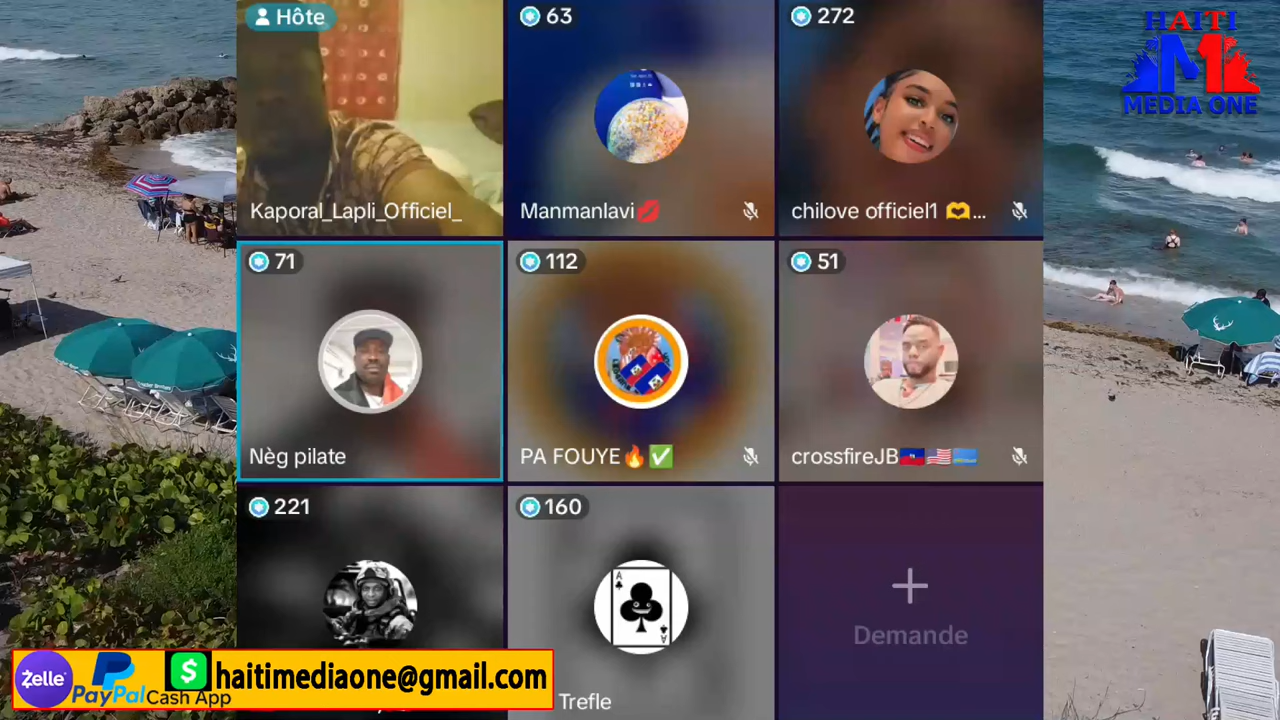 Hôte
63
272
HAITI
MEDIA ONE
Kaporal_Lapli_Officiel_
Manmanlavi💋
chilove officiel1 🫶...
71
112
51
Nèg pilate
PA FOUYE🔥✅
crossfireJB🇭🇹🇺🇸🇦🇼
221
160
A
A
Demande
Zelle
PayPal
$
Cash App
haitimediaone@gmail.com
Trefle